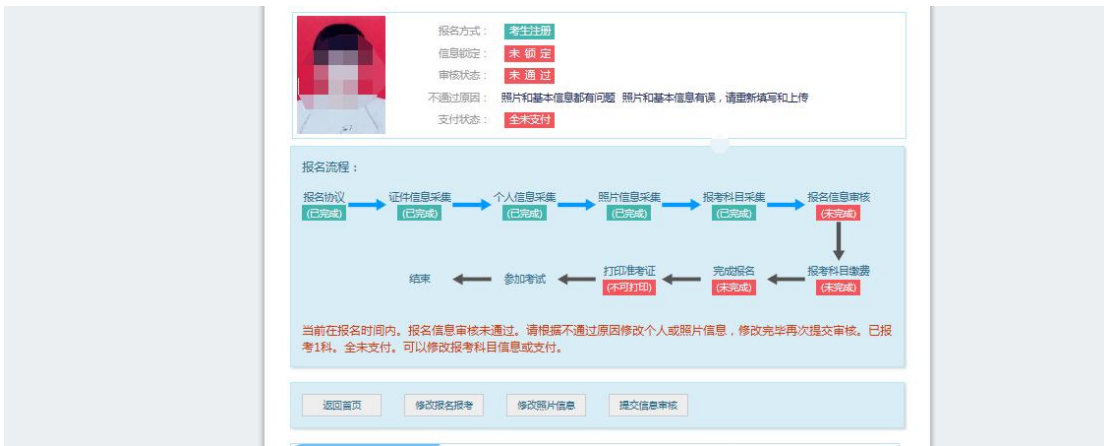 报名方式： 考生注册
信息锁定： 未 锁 定
审核状态： 未 通 过
不通过原因： 照片和基本信息都有问题 照片和基本信息有误，请重新填写和上传
支付状态： 全未支付
报名流程：
报名协议 证件信息采集 个人信息采集 照片信息采集 报考科目采集 报名信息审核
(已完成) (已完成) (已完成) (已完成) (已完成) (未完成)
结束 参加考试 打印准考证 完成报名 报考科目缴费
(不可打印) (未完成) (未完成)
当前在报名时间内。报名信息审核未通过。请根据不通过原因修改个人或照片信息，修改完毕再次提交审核。已报
考1科。全未支付。可以修改报考科目信息或支付。
返回首页 修改报名报考 修改照片信息 提交信息审核